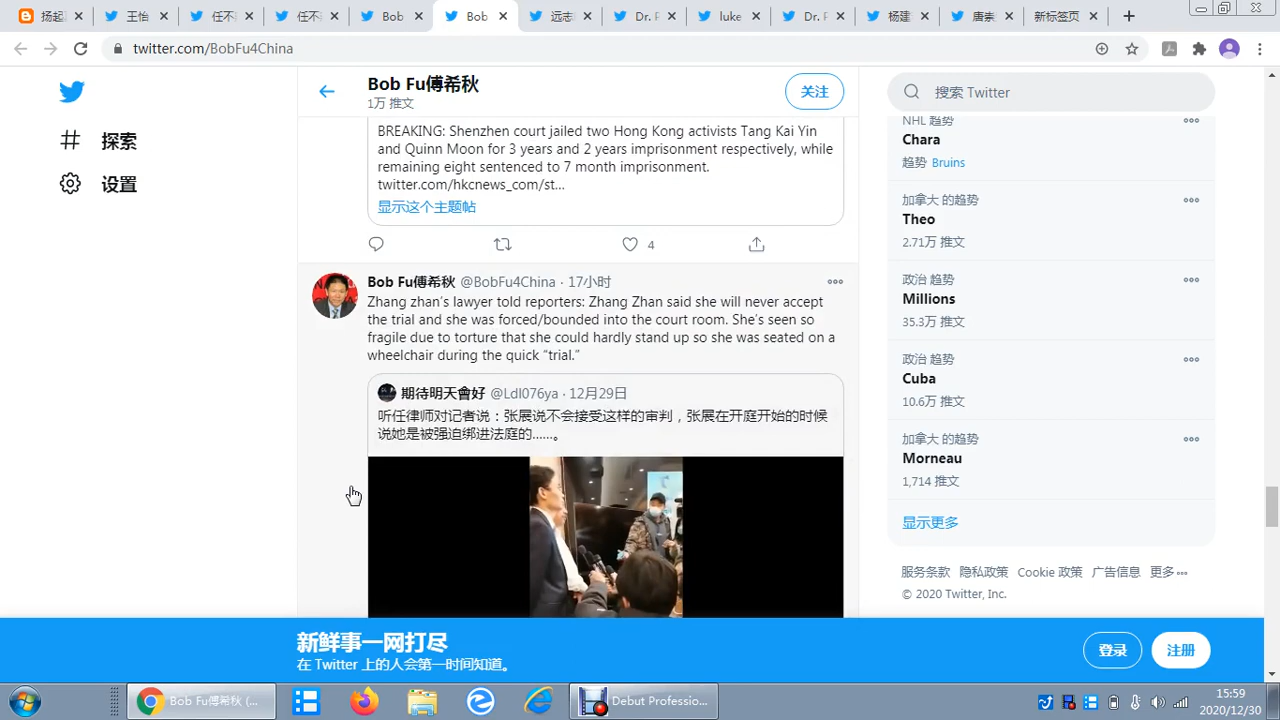 扬起
王怡
任不
任不
Bob
Bob
远志
Dr. F
luke
Dr. F
杨建
唐素
新标签页
twitter.com/BobFu4China
探索
设置
Bob Fu傅希秋
1万 推文
关注
BREAKING: Shenzhen court jailed two Hong Kong activists Tang Kai Yin
and Quinn Moon for 3 years and 2 years imprisonment respectively, while
remaining eight sentenced to 7 month imprisonment.
twitter.com/hkcnews_com/st...
显示这个主题帖
4
Bob Fu傅希秋 @BobFu4China · 17小时
Zhang zhan's lawyer told reporters: Zhang Zhan said she will never accept
the trial and she was forced/bounded into the court room. She's seen so
fragile due to torture that she could hardly stand up so she was seated on a
wheelchair during the quick “trial.”
期待明天會好 @Ldl076ya · 12月29日
听任律师对记者说：张展说不会接受这样的审判，张展在开庭开始的时候
说她是被强迫绑进法庭的......。
搜索 Twitter
NHL 趋势
Chara
趋势 Bruins
加拿大 的趋势
Theo
2.71万 推文
政治 趋势
Millions
35.3万 推文
政治 趋势
Cuba
10.6万 推文
加拿大 的趋势
Morneau
1,714 推文
显示更多
服务条款 隐私政策 Cookie 政策 广告信息 更多
© 2020 Twitter, Inc.
新鲜事一网打尽
在 Twitter 上的人会第一时间知道。
登录
注册
Bob Fu傅希秋 (...
Debut Professio...
15:59
2020/12/30